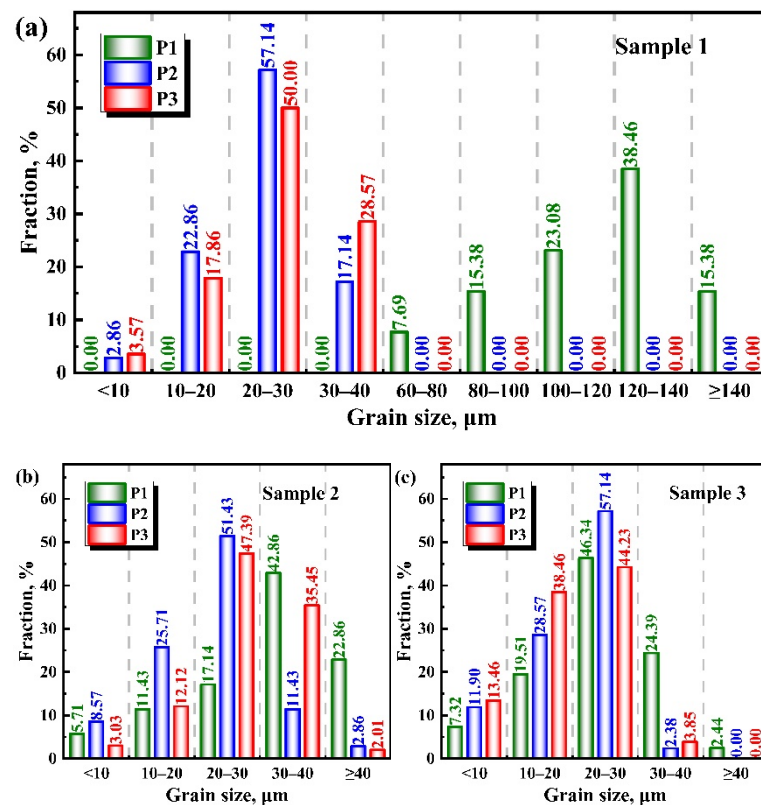 (a)
P1
P2
P3
Sample 1
Fraction, %
60
50
40
30
20
10
0
0.00 2.86 3.57
0.00 22.86 17.86
0.00 57.14 50.00
0.00 17.14 28.57
7.69 0.00 0.00
15.38 0.00 0.00
23.08 0.00 0.00
38.46 0.00 0.00
15.38 0.00 0.00
<10 10–20 20–30 30–40 60–80 80–100 100–120 120–140 ≥140
Grain size, μm
(b)
P1
P2
P3
Sample 2
Fraction, %
60
50
40
30
20
10
0
5.71 8.57 3.03
11.43 25.71 12.12
17.14 51.43 47.39
42.86 11.43 35.45
22.86 2.86 2.01
<10 10–20 20–30 30–40 ≥40
Grain size, μm
(c)
P1
P2
P3
Sample 3
Fraction, %
60
50
40
30
20
10
0
7.32 11.90 13.46
19.51 28.57 38.46
46.34 57.14 44.23
24.39 2.38 3.85
2.44 0.00 0.00
<10 10–20 20–30 30–40 ≥40
Grain size, μm